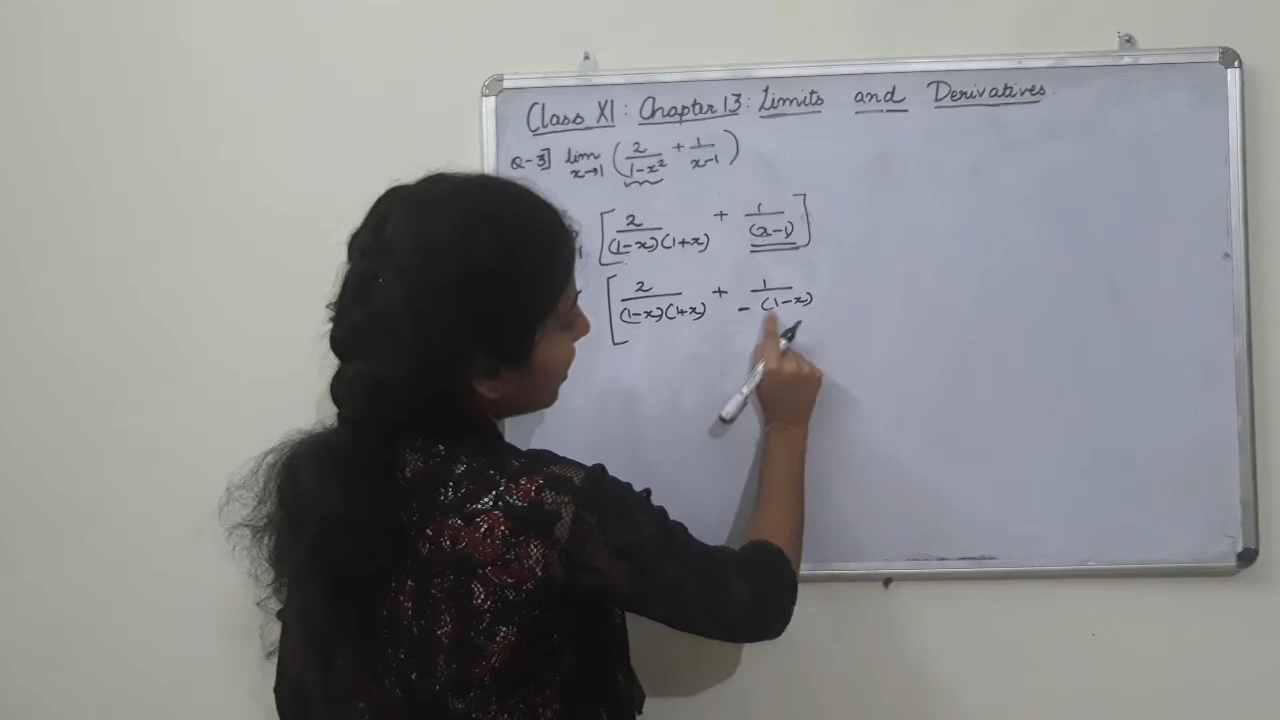 Class XI : Chapter 13 : Limits and Derivatives
Q-3] lim x→1 ( 2/(1-x²) + 1/(x-1) )
1 [ 2/((1-x)(1+x)) + 1/((x-1)) ]
[ 2/((1-x)(1+x)) + 1/(-(1-x))